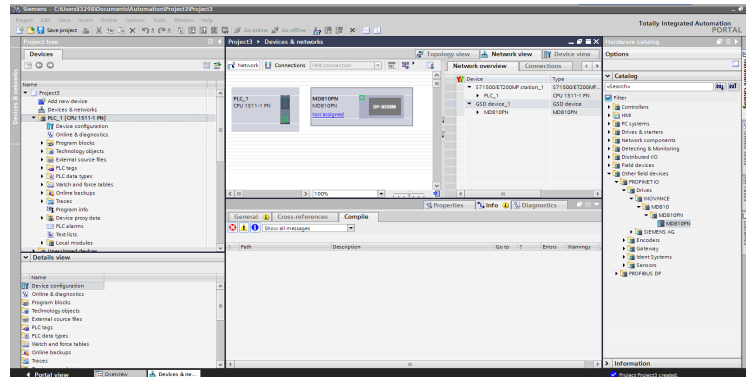 Siemens - C:\Users\13298\Documents\Automation\Project3\Project3
Project Edit View Insert Online Options Tools Window Help
Save project
Go online Go offline
Totally Integrated Automation
PORTAL
Project tree
Devices
Name
Project3
Add new device
Devices & networks
PLC_1 [CPU 1511-1 PN]
Device configuration
Online & diagnostics
Program blocks
Technology objects
External source files
PLC tags
PLC data types
Watch and force tables
Online backups
Traces
Program info
Device proxy data
PLC alarms
Text lists
Local modules
Ungrouped devices
Details view
Name
Device configuration
Online & diagnostics
Program blocks
Technology objects
External source files
PLC tags
PLC data types
Watch and force tables
Online backups
Traces
Project3 Devices & networks
Topology view Network view Device view
Network Connections HMI connection
PLC_1
CPU 1511-1 PN
MD810PN
MD810PN
Not assigned
DP-NORM
100%
Network overview Connections
Device Type
S71500/ET200MP station_1 S71500/ET200MP...
PLC_1 CPU 1511-1 PN
GSD device_1 GSD device
MD810PN MD810PN
Properties Info Diagnostics
General Cross-references Compile
Show all messages
! Path Description Go to ? Errors Warnings
Hardware catalog
Options
Catalog
<Search>
Filter
Controllers
HMI
PC systems
Drives & starters
Network components
Detecting & Monitoring
Distributed I/O
Field devices
Other field devices
PROFINET IO
Drives
INOVANCE
MD810
MD810PN
MD810PN
SIEMENS AG
Encoders
Gateway
Ident Systems
Sensors
PROFIBUS DP
Information
Portal view Overview Devices & ne...
Project Project3 created.